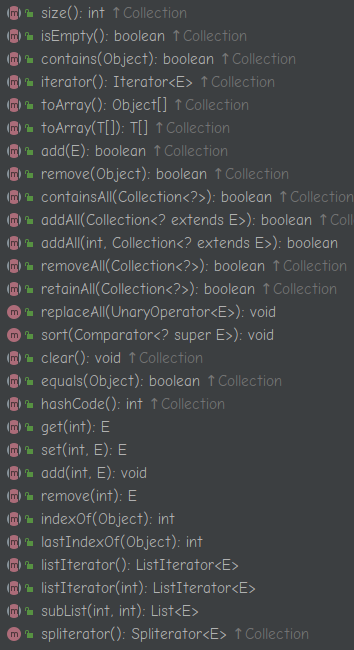 size(): int ↑Collection
isEmpty(): boolean ↑Collection
contains(Object): boolean ↑Collection
iterator(): Iterator<E> ↑Collection
toArray(): Object[] ↑Collection
toArray(T[]): T[] ↑Collection
add(E): boolean ↑Collection
remove(Object): boolean ↑Collection
containsAll(Collection<?>): boolean ↑Collection
addAll(Collection<? extends E>): boolean ↑Coll
addAll(int, Collection<? extends E>): boolean
removeAll(Collection<?>): boolean ↑Collection
retainAll(Collection<?>): boolean ↑Collection
replaceAll(UnaryOperator<E>): void
sort(Comparator<? super E>): void
clear(): void ↑Collection
equals(Object): boolean ↑Collection
hashCode(): int ↑Collection
get(int): E
set(int, E): E
add(int, E): void
remove(int): E
indexOf(Object): int
lastIndexOf(Object): int
listIterator(): ListIterator<E>
listIterator(int): ListIterator<E>
subList(int, int): List<E>
spliterator(): Spliterator<E> ↑Collection